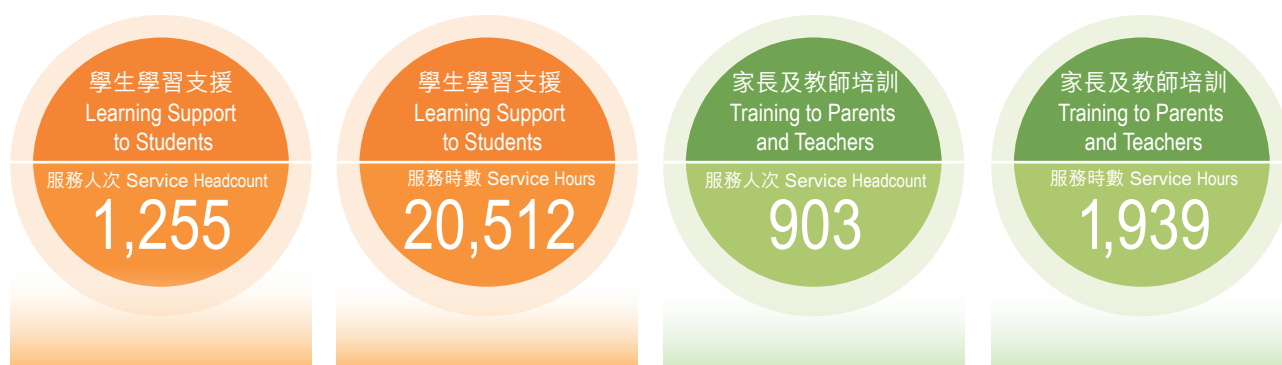 學生學習支援
Learning Support
to Students
服務人次 Service Headcount
1,255
學生學習支援
Learning Support
to Students
服務時數 Service Hours
20,512
家長及教師培訓
Training to Parents
and Teachers
服務人次 Service Headcount
903
家長及教師培訓
Training to Parents
and Teachers
服務時數 Service Hours
1,939